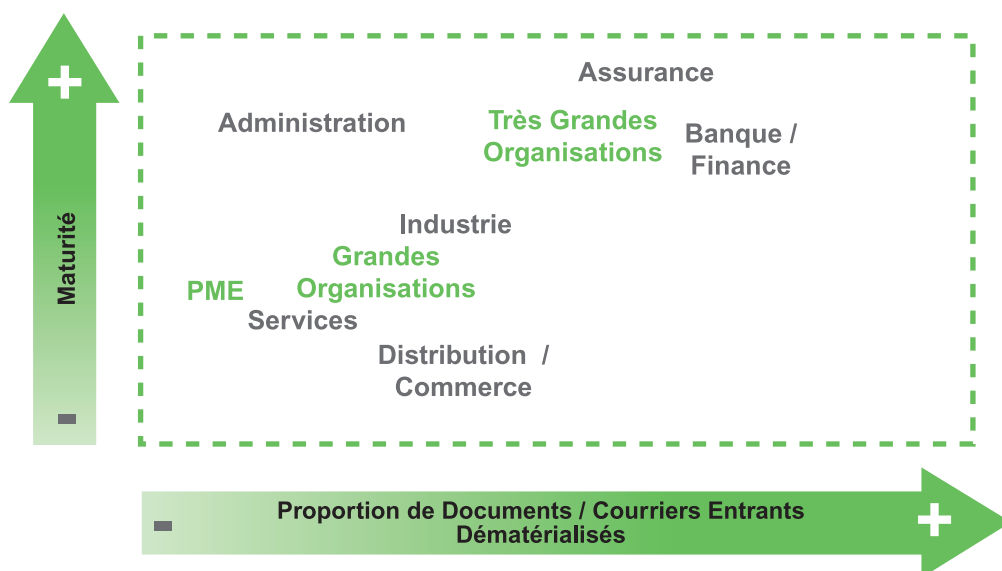 +
Assurance
Administration
Très Grandes
Organisations
Banque /
Finance
Maturité
Industrie
Grandes
Organisations
PME
Services
Distribution /
Commerce
-
Proportion de Documents / Courriers Entrants
Dématérialisés
-
+